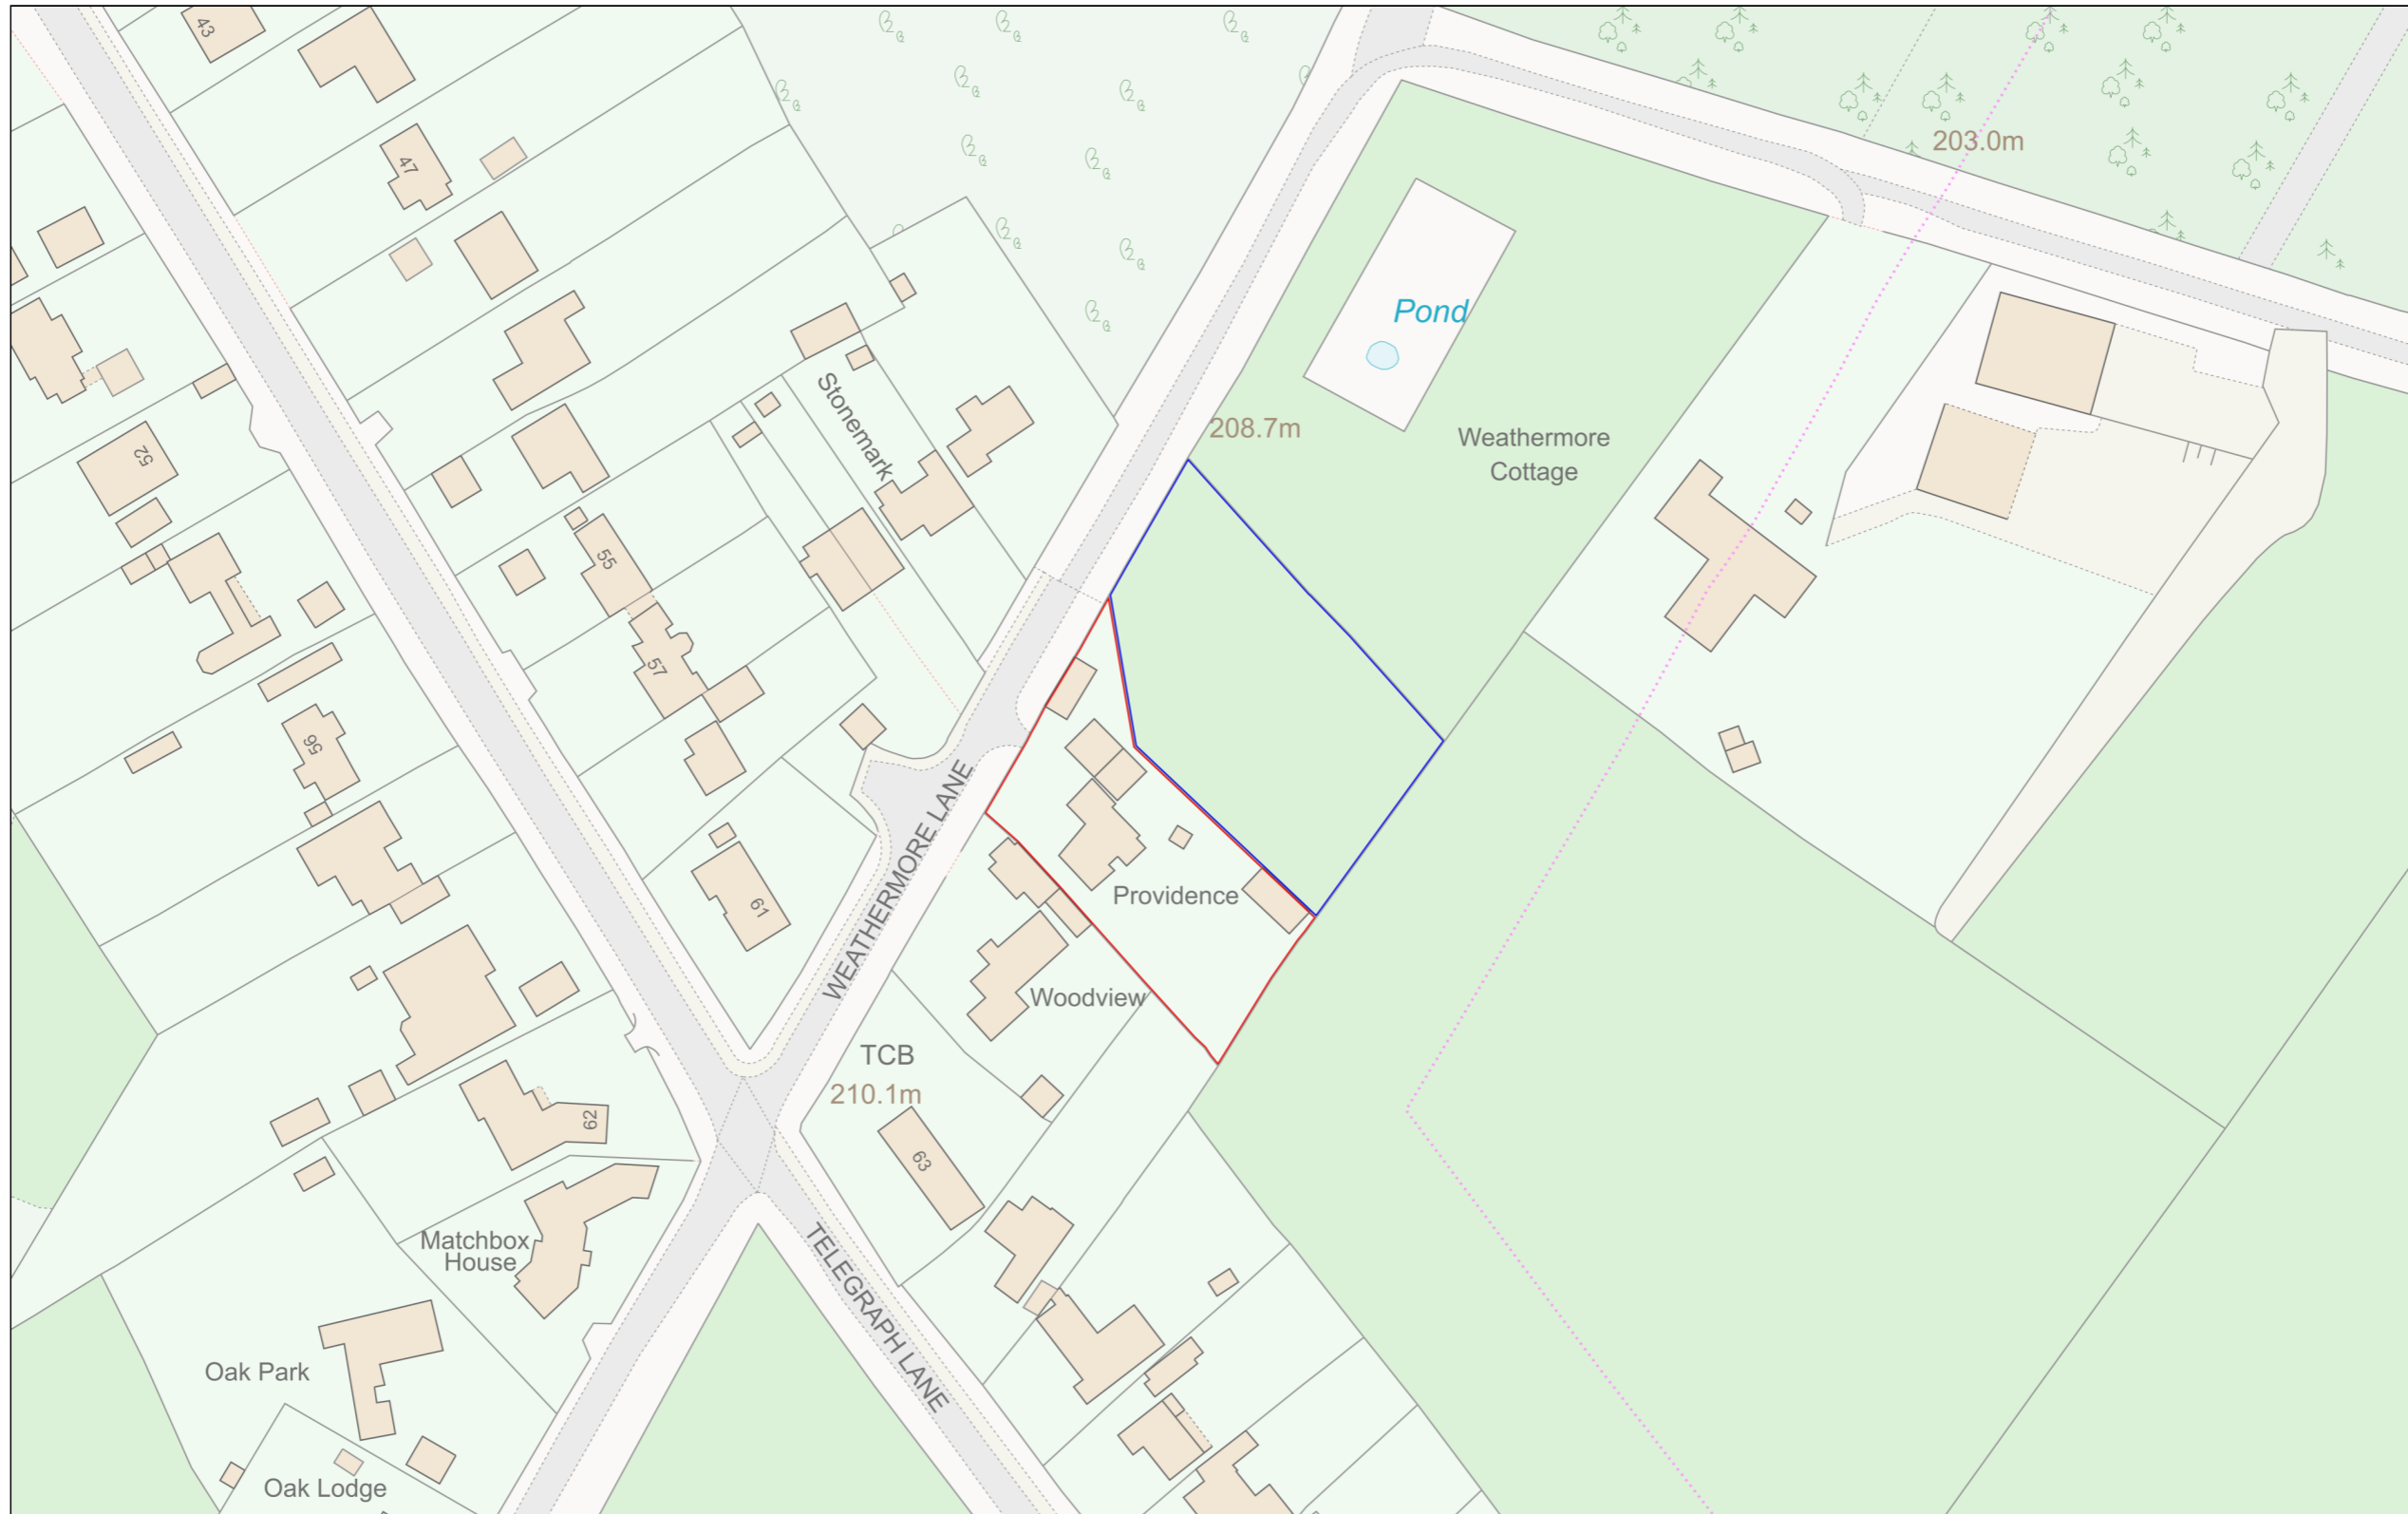 43
47
203.0m
Pond
Stonemark
208.7m
Weathermore
Cottage
52
55
57
56
WEATHERMORE LANE
61
Providence
Woodview
TCB
210.1m
62
63
Matchbox
House
TELEGRAPH LANE
Oak Park
Oak Lodge